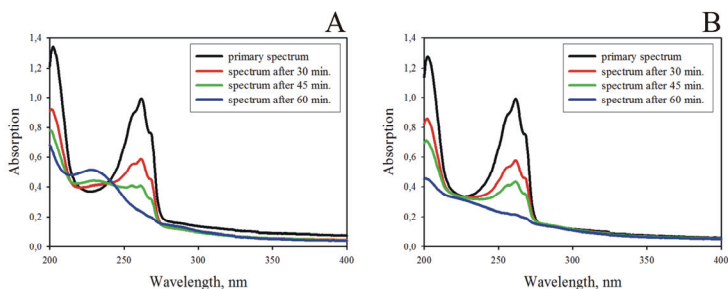 A
1,4
1,2
1,0
0,8
0,6
0,4
0,2
0,0
Absorption
primary spectrum
spectrum after 30 min.
spectrum after 45 min.
spectrum after 60 min.
200 250 300 350 400
Wavelength, nm
B
1,4
1,2
1,0
0,8
0,6
0,4
0,2
0,0
Absorption
primary spectrum
spectrum after 30 min.
spectrum after 45 min.
spectrum after 60 min.
200 250 300 350 400
Wavelength, nm